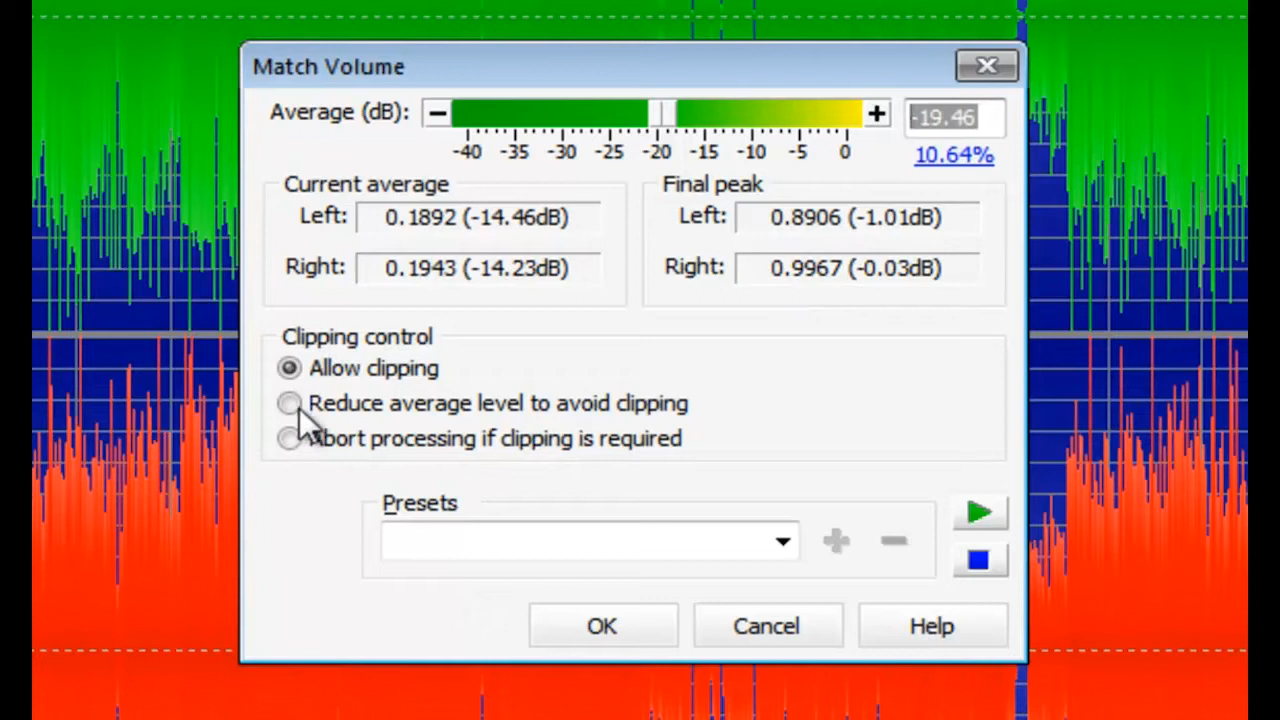 Match Volume
Average (dB):
-19.46
-40 -35 -30 -25 -20 -15 -10 -5 0
10.64%
Current average
Left: 0.1892 (-14.46dB)
Right: 0.1943 (-14.23dB)
Final peak
Left: 0.8906 (-1.01dB)
Right: 0.9967 (-0.03dB)
Clipping control
Allow clipping
Reduce average level to avoid clipping
Abort processing if clipping is required
Presets
OK Cancel Help